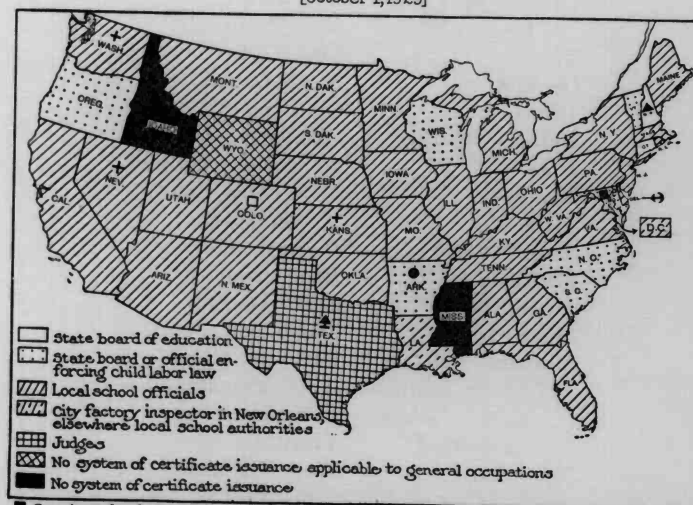 [October 1, 1923]
WASH.
MONT.
N. DAK.
MINN.
MAINE
OREG.
IDAHO
WIS.
S. DAK.
WYO.
MICH.
N. Y.
NEBR.
IOWA
PA.
NEV.
UTAH
COLO.
ILL.
IND.
OHIO
W. VA.
VA.
D.C.
CAL.
KANS.
MO.
KY.
N. C.
TENN.
ARIZ.
N. MEX.
OKLA.
ARK.
S. C.
TEX.
MISS.
ALA.
GA.
LA.
FLA.
State board of education
State board or official en-
forcing child labor law
Local school officials
City factory inspector in New Orleans,
elsewhere local school authorities
Judges
No system of certificate issuance applicable to general occupations
No system of certificate issuance